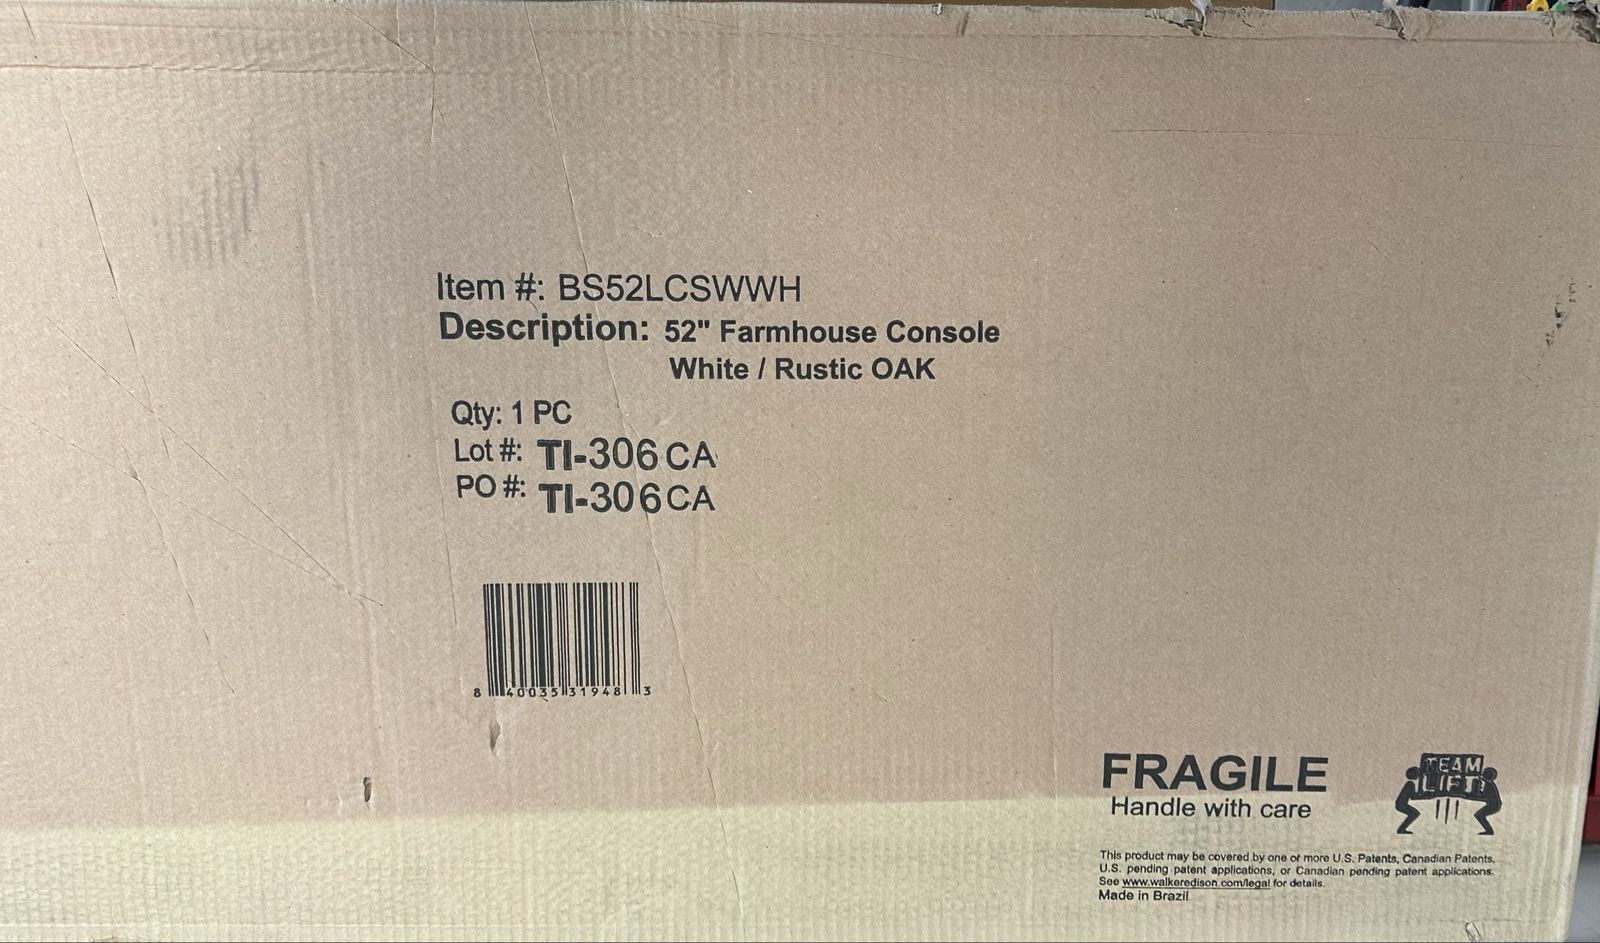 Item #: BS52LCSWWH
Description: 52" Farmhouse Console
White / Rustic OAK
Qty: 1 PC
Lot #: TI-306 CA
PO #: TI-306CA
8 40035 31948 3
FRAGILE
Handle with care
TEAM
LIFT!
This product may be covered by one or more U.S. Patents, Canadian Patents,
U.S. pending patent applications, or Canadian pending patent applications.
See www.walkeredison.com/legal for details.
Made in Brazil